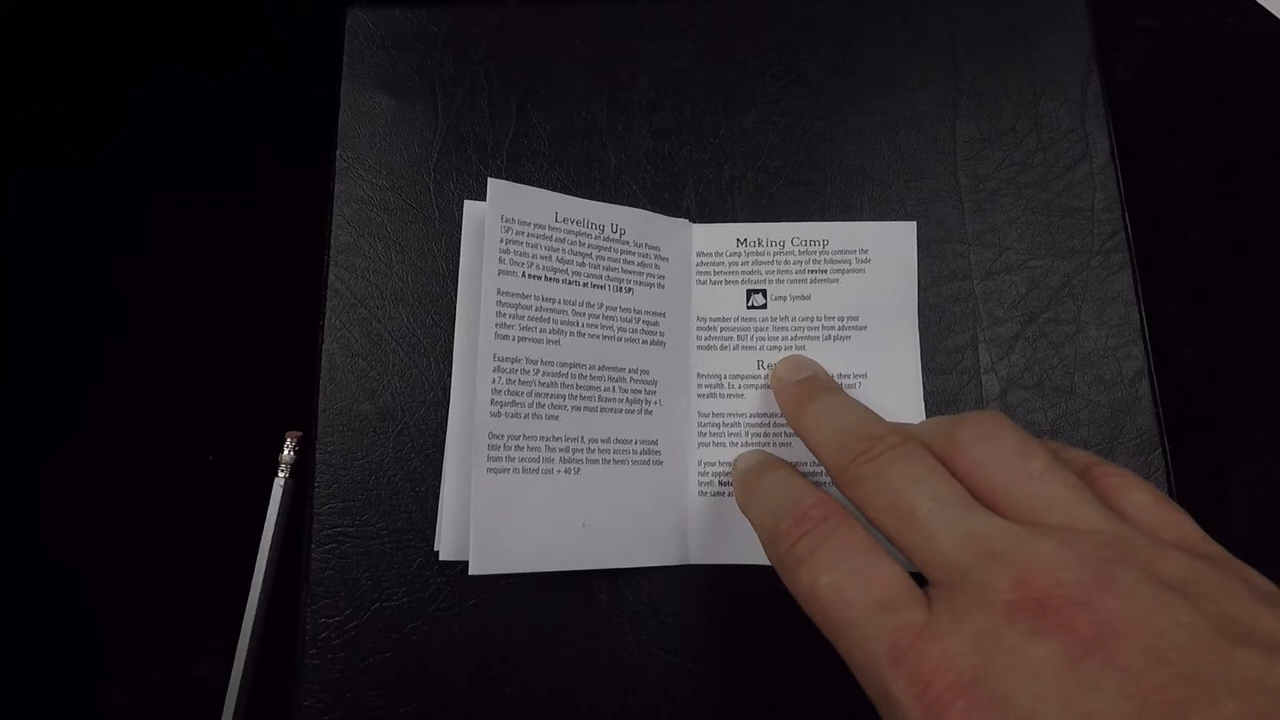 Leveling Up
Each time your hero completes an adventure, Stat Points
(SP) are awarded and can be assigned to prime traits. When
a prime trait's value is changed, you must then adjust its
sub-traits as well. Adjust sub-trait values however you see
fit. Once SP is assigned, you cannot change or reassign the
points. A new hero starts at level 1 (38 SP)
Remember to keep a total of the SP your hero has received
throughout adventures. Once your hero's total SP equals
the value needed to unlock a new level, you can choose to
either: Select an ability in the new level or select an ability
from a previous level.
Example: Your hero completes an adventure and you
allocate the SP awarded to the hero's Health. Previously
a 7, the hero's health then becomes an 8. You now have
the choice of increasing the hero's Brawn or Agility by +1.
Regardless of the choice, you must increase one of the
sub-traits at this time.
Once your hero reaches level 8, you will choose a second
title for the hero. This will give the hero access to abilities
from the second title. Abilities from the hero's second title
require its listed cost + 40 SP.
Making Camp
When the Camp Symbol is present, before you continue the
adventure, you are allowed to do any of the following: Trade
items between models, use items and revive companions
that have been defeated in the current adventure.
Camp Symbol
Any number of items can be left at camp to free up your
models' possession space. Items carry over from adventure
to adventure. BUT if you lose an adventure (all player
models die) all items at camp are lost.
Reviving a companion at + their level
in wealth. Ex. a cost 7
wealth to revive.
Your hero revives
starting health (rounded
the hero's level. If you do not have
your hero, the adventure is over.
If your hero
rule applies
level).
the same as